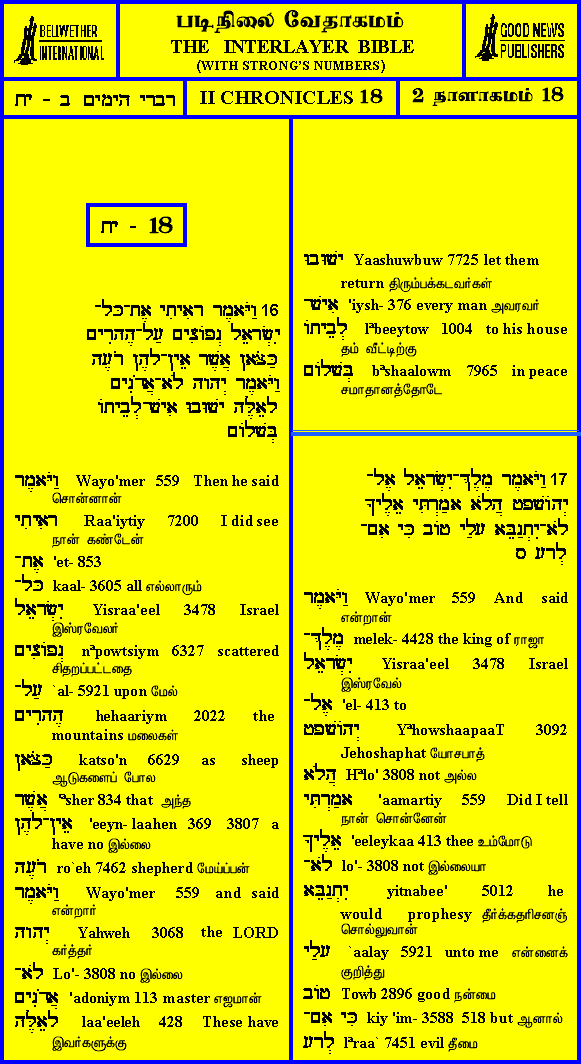 BELLWETHER
INTERNATIONAL
படிநிலை வேதாகமம்
THE INTERLAYER BIBLE
(WITH STRONG'S NUMBERS)
GOOD NEWS
PUBLISHERS
דברי הימים ב - יח
II CHRONICLES 18
2 நாளாகமம் 18
יח - 18
16 וַיֹּאמֶר רָאִיתִי אֶת־כָּל־
יִשְׂרָאֵל נְפוֹצִים עַל־הֶהָרִים
כַּצֹּאן אֲשֶׁר אֵין־לָהֶן רֹעֶה
וַיֹּאמֶר יְהוָה לֹא־אֲדֹנִים
לָאֵלֶּה יָשׁוּבוּ אִישׁ־לְבֵיתוֹ
בְּשָׁלוֹם
וַיֹּאמֶר Wayo'mer 559 Then he said
சொன்னான்
רָאִיתִי Raa'iytiy 7200 I did see
நான் கண்டேன்
אֶת־ 'et- 853
כָּל־ kaal- 3605 all எல்லாரும்
יִשְׂרָאֵל Yisraa'eel 3478 Israel
இஸ்ரவேலர்
נְפוֹצִים nªpowtsiym 6327 scattered
சிதறப்பட்டதை
עַל־ `al- 5921 upon மேல்
הֶהָרִים hehaariym 2022 the
mountains மலைகள்
כַּצֹּאן katso'n 6629 as sheep
ஆடுகளைப் போல
אֲשֶׁר ªsher 834 that அந்த
אֵין־לָהֶן 'eeyn- laahen 369 3807 a
have no இல்லை
רֹעֶה ro`eh 7462 shepherd மேய்ப்பன்
וַיֹּאמֶר Wayo'mer 559 and said
என்றார்
יְהוָה Yahweh 3068 the LORD
கர்த்தர்
לֹא־ Lo'- 3808 no இல்லை
אֲדֹנִים 'adoniym 113 master எஜமான்
לָאֵלֶּה laa'eeleh 428 These have
இவர்களுக்கு
יָשׁוּבוּ Yaashuwbuw 7725 let them
return திரும்பக்கடவர்கள்
אִישׁ־ 'iysh- 376 every man அவரவர்
לְבֵיתוֹ lªbeeytow 1004 to his house
தம் வீட்டிற்கு
בְּשָׁלוֹם bªshaalowm 7965 in peace
சமாதானத்தோடே
17 וַיֹּאמֶר מֶלֶךְ־יִשְׂרָאֵל אֶל־
יְהוֹשָׁפָט הֲלֹא אָמַרְתִּי אֵלֶיךָ
לֹא־יִתְנַבֵּא עָלַי טוֹב כִּי אִם־
לְרָע ס
וַיֹּאמֶר Wayo'mer 559 And said
என்றான்
מֶלֶךְ־ melek- 4428 the king of ராஜா
יִשְׂרָאֵל Yisraa'eel 3478 Israel
இஸ்ரவேல்
אֶל־ 'el- 413 to
יְהוֹשָׁפָט YªhowshaapaaT 3092
Jehoshaphat யோசபாத்
הֲלֹא Hªlo' 3808 not அல்ல
אָמַרְתִּי 'aamartiy 559 Did I tell
நான் சொன்னேன்
אֵלֶיךָ 'eeleykaa 413 thee உம்மோடு
לֹא־ lo'- 3808 not இல்லையா
יִתְנַבֵּא yitnabee' 5012 he
would prophesy தீர்க்கதரிசனஞ்
சொல்லுவான்
עָלַי `aalay 5921 unto me என்னைக்
குறித்து
טוֹב Towb 2896 good நன்மை
כִּי אִם־ kiy 'im- 3588 518 but ஆனால்
לְרָע lªraa` 7451 evil தீமை